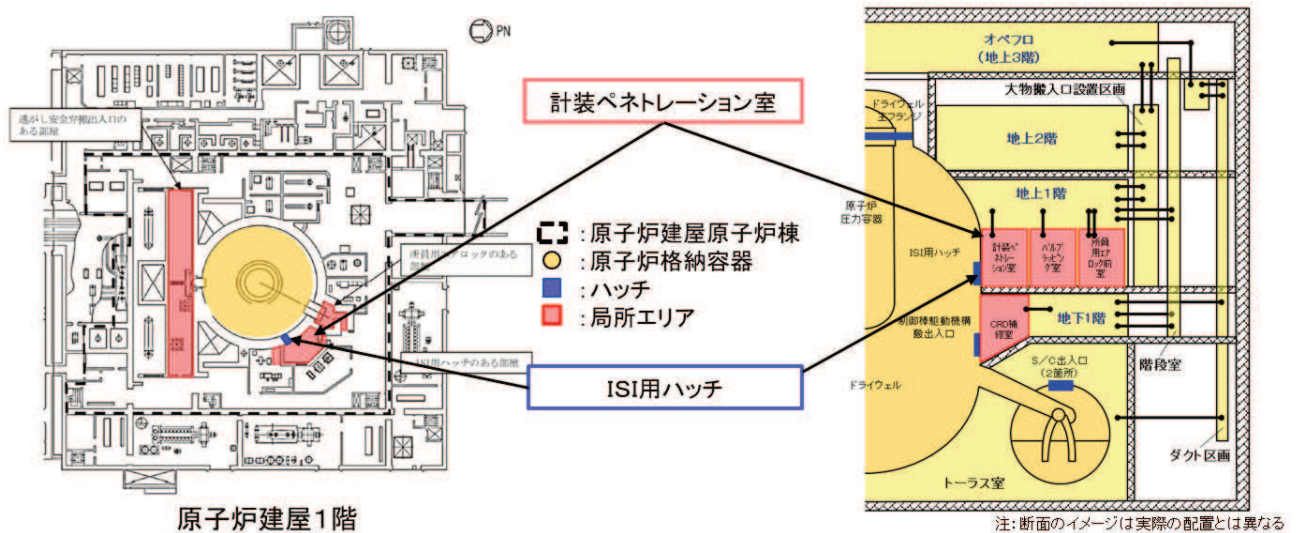 PN
逃がし安全弁搬出入口の
ある部屋
所員用エアロックのある
部屋
ISI用ハッチのある部屋
原子炉建屋1階
計装ペネトレーション室
:原子炉建屋原子炉棟
:原子炉格納容器
:ハッチ
:局所エリア
ISI用ハッチ
オペフロ
(地上3階)
大物搬入口設置区画
ドライウェル
主フランジ
地上2階
地上1階
原子炉
圧力容器
ISI用ハッチ
計装ペ
ネトレー
ション室
バルブ
ラッピン
グ室
所員
用エア
ロック前
室
制御棒駆動機構
搬出入口
CRD補
修室
地下1階
S/C出入口
(2箇所)
階段室
ドライウェル
ダクト区画
トーラス室
注:断面のイメージは実際の配置とは異なる